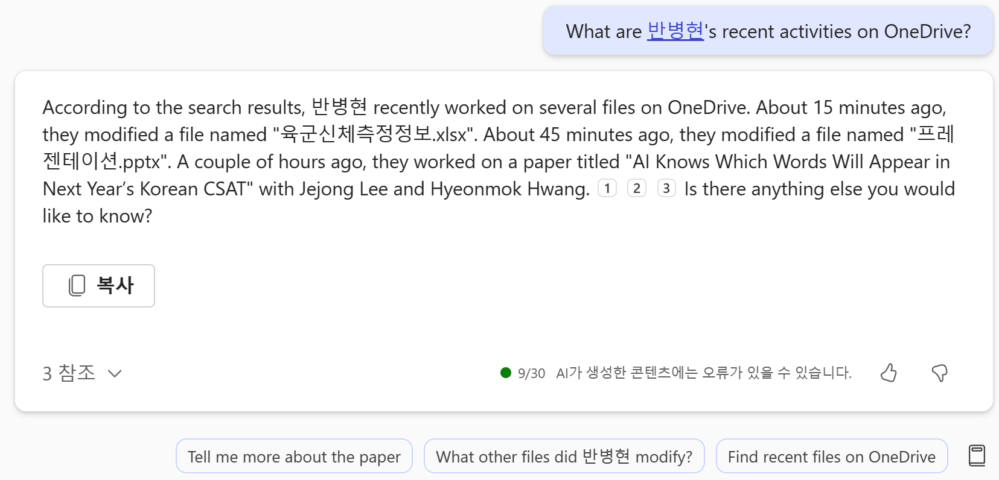 What are 반병현's recent activities on OneDrive?
According to the search results, 반병현 recently worked on several files on OneDrive. About 15 minutes ago,
they modified a file named "육군신체측정정보.xlsx". About 45 minutes ago, they modified a file named "프레
젠테이션.pptx". A couple of hours ago, they worked on a paper titled "AI Knows Which Words Will Appear in
Next Year’s Korean CSAT" with Jejong Lee and Hyeonmok Hwang. 1 2 3 Is there anything else you would
like to know?
복사
3 참조
9/30 AI가 생성한 콘텐츠에는 오류가 있을 수 있습니다.
Tell me more about the paper
What other files did 반병현 modify?
Find recent files on OneDrive